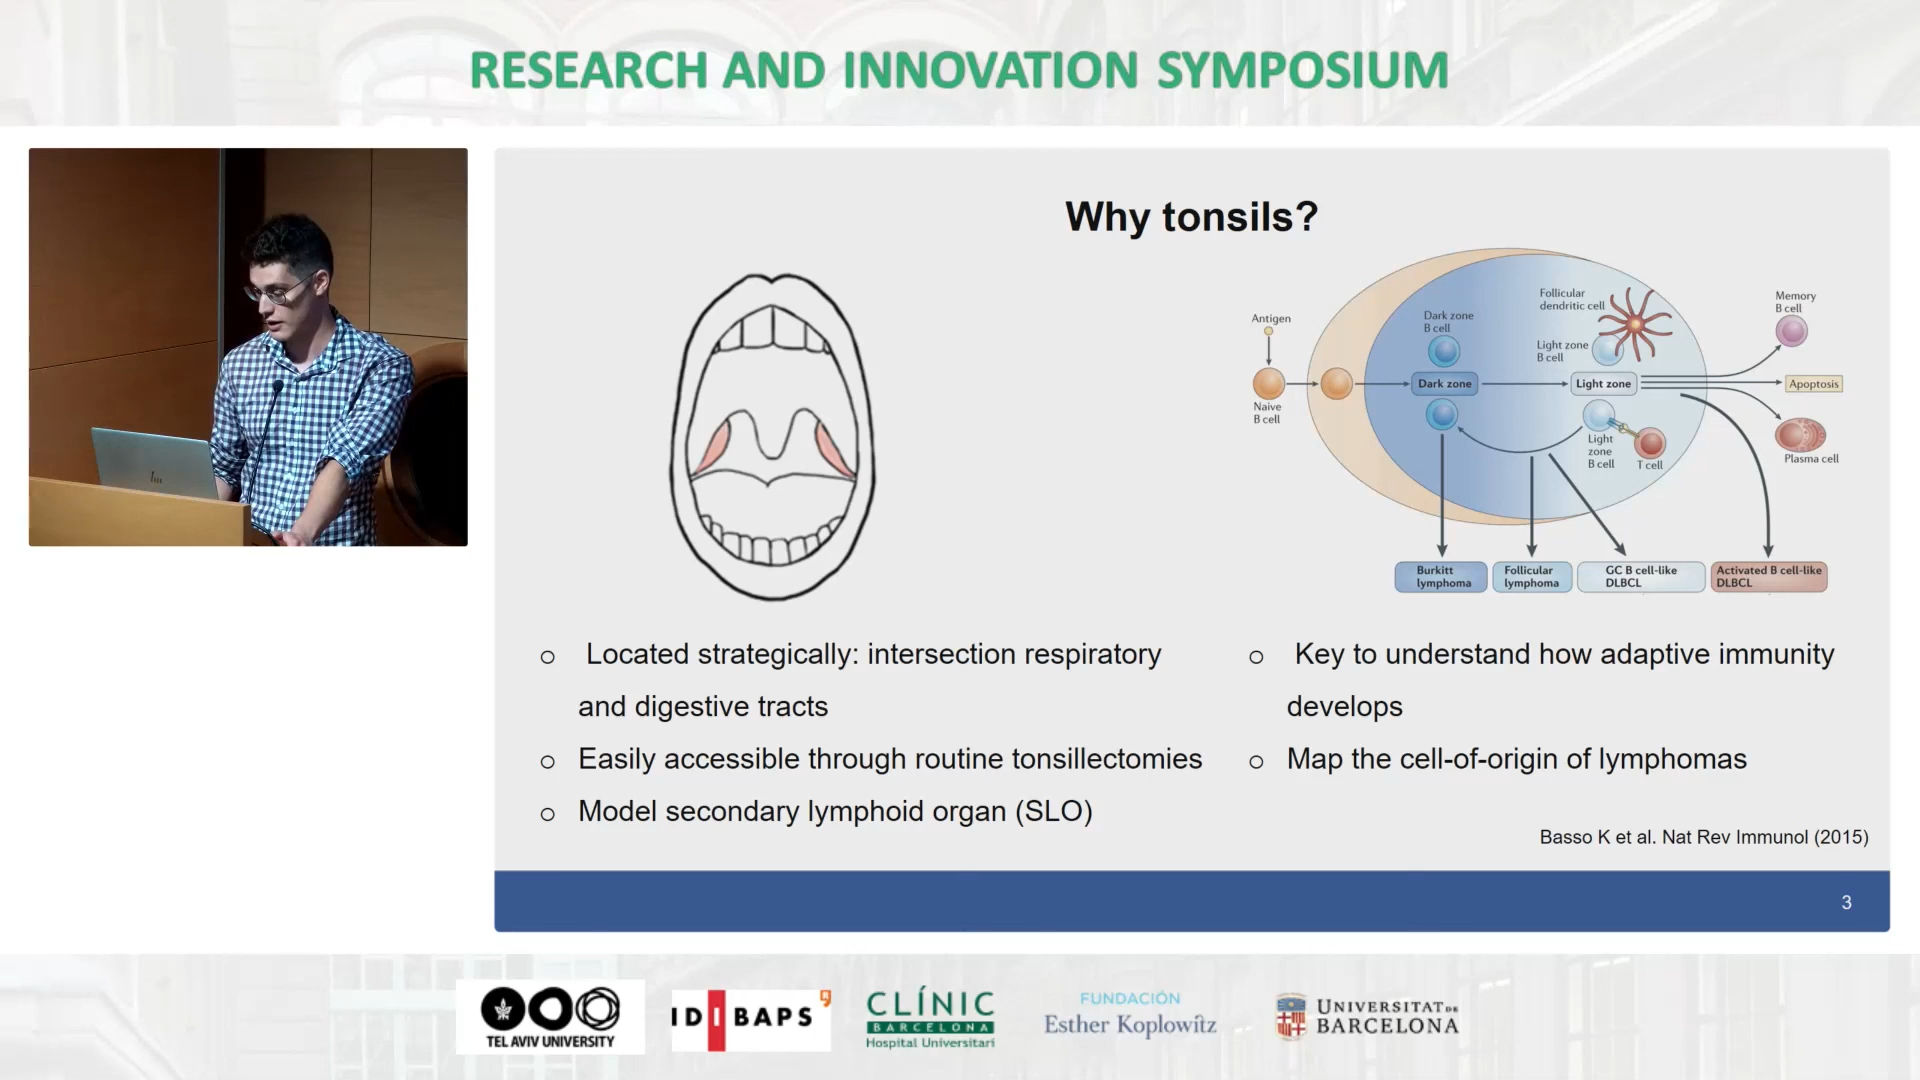 RESEARCH AND INNOVATION SYMPOSIUM
Why tonsils?
Antigen
Naive
B cell
Dark zone
B cell
Dark zone
Follicular
dendritic cell
Light zone
B cell
Light zone
Light
zone
B cell
T cell
Memory
B cell
Apoptosis
Plasma cell
Burkitt
lymphoma
Follicular
lymphoma
GC B cell-like
DLBCL
Activated B cell-like
DLBCL
○ Located strategically: intersection respiratory
and digestive tracts
○ Easily accessible through routine tonsillectomies
○ Model secondary lymphoid organ (SLO)
○ Key to understand how adaptive immunity
develops
○ Map the cell-of-origin of lymphomas
Basso K et al. Nat Rev Immunol (2015)
3
TEL AVIV UNIVERSITY
IDIBAPS
CLÍNIC
BARCELONA
Hospital Universitari
FUNDACIÓN
Esther Koplowitz
UNIVERSITAT DE
BARCELONA